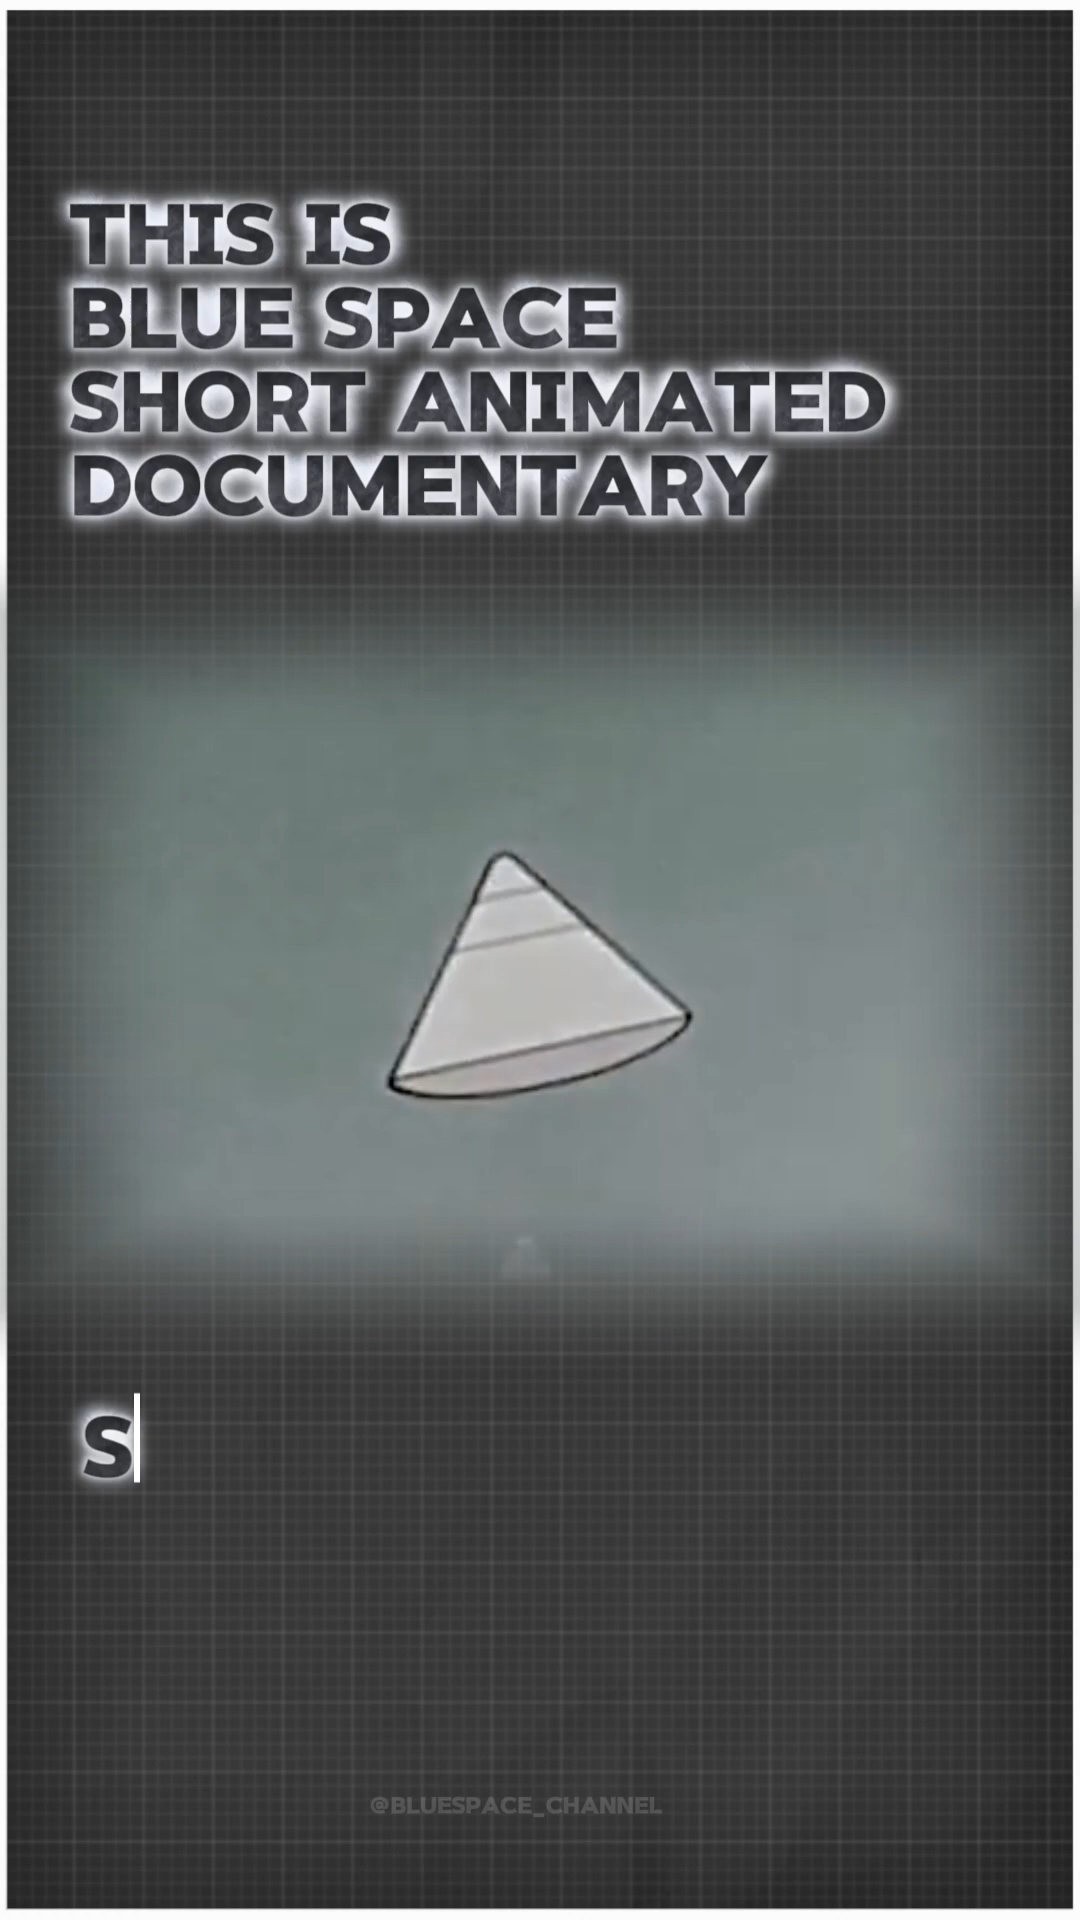 THIS IS
BLUE SPACE
SHORT ANIMATED
DOCUMENTARY
S
@BLUESPACE_CHANNEL